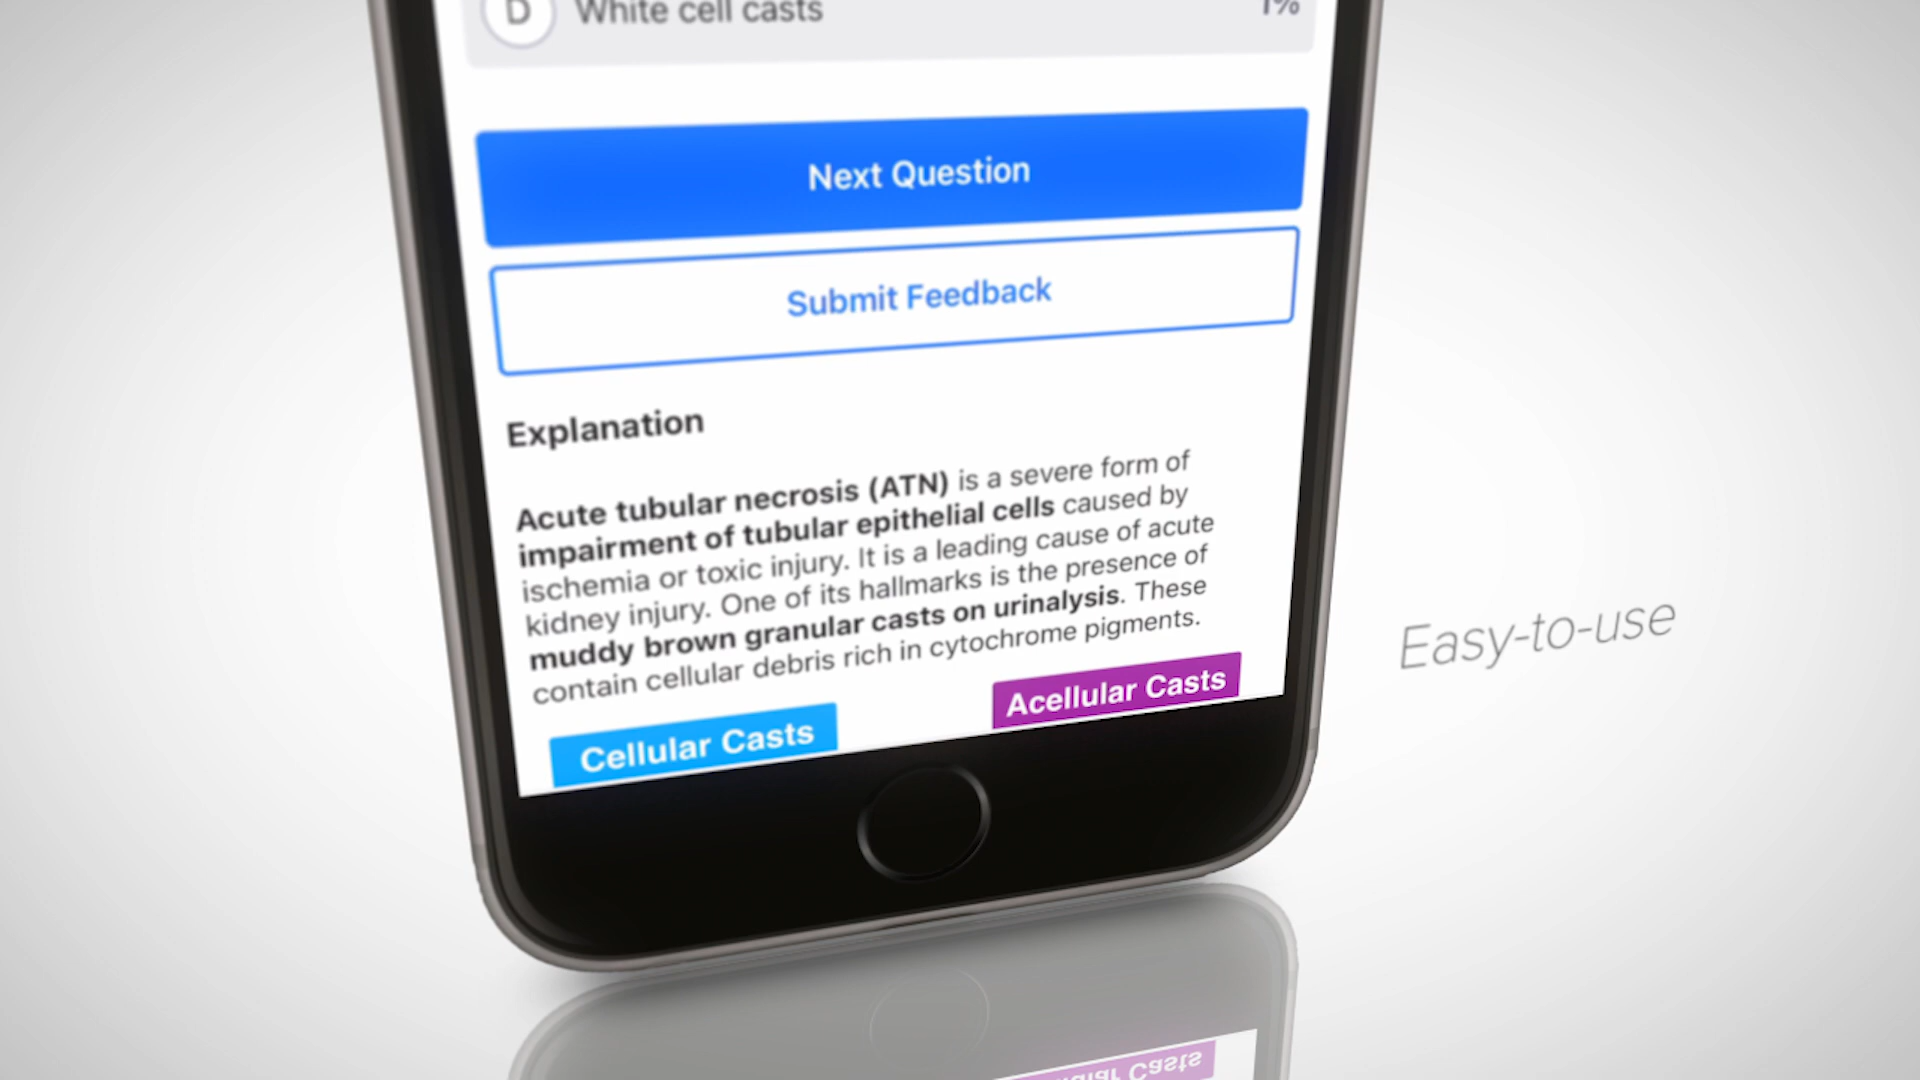 D White cell casts 1%
Next Question
Submit Feedback
Explanation
Acute tubular necrosis (ATN) is a severe form of
impairment of tubular epithelial cells caused by
ischemia or toxic injury. It is a leading cause of acute
kidney injury. One of its hallmarks is the presence of
muddy brown granular casts on urinalysis. These
contain cellular debris rich in cytochrome pigments.
Cellular Casts Acellular Casts
Easy-to-use
Casts